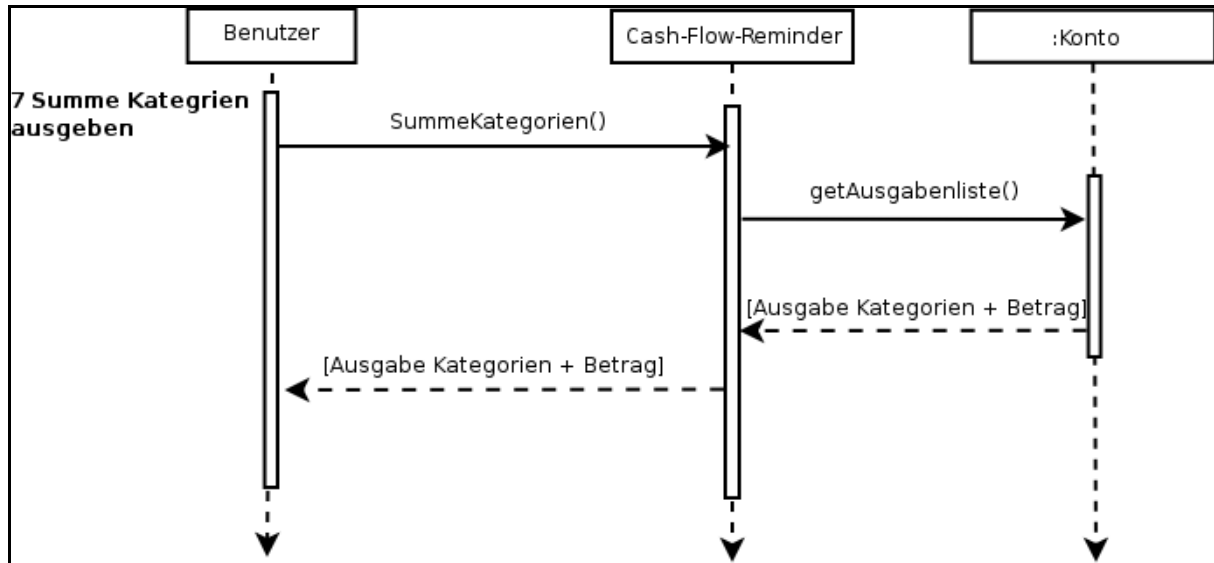 Benutzer
Cash-Flow-Reminder
:Konto
7 Summe Kategrien
ausgeben
SummeKategorien()
getAusgabenliste()
[Ausgabe Kategorien + Betrag]
[Ausgabe Kategorien + Betrag]